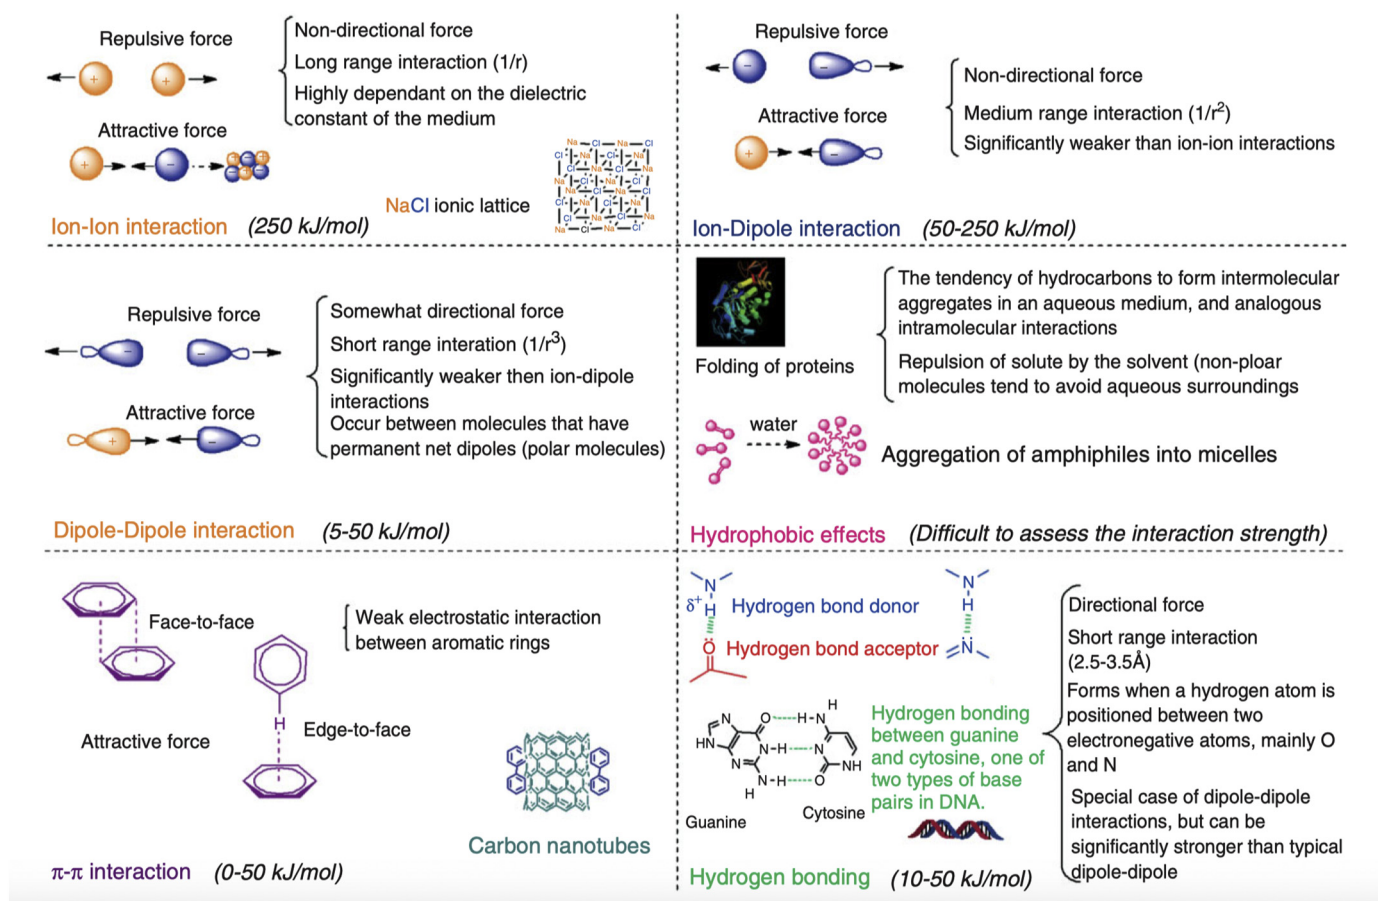 Repulsive force
+ +
Attractive force
+ -
Non-directional force
Long range interaction (1/r)
Highly dependant on the dielectric
constant of the medium
NaCl ionic lattice
Ion-Ion interaction (250 kJ/mol)
Repulsive force
- -
Attractive force
+ -
Non-directional force
Medium range interaction (1/r²)
Significantly weaker than ion-ion interactions
Ion-Dipole interaction (50-250 kJ/mol)
Repulsive force
- -
Attractive force
+ -
Somewhat directional force
Short range interation (1/r³)
Significantly weaker then ion-dipole
interactions
Occur between molecules that have
permanent net dipoles (polar molecules)
Dipole-Dipole interaction (5-50 kJ/mol)
Folding of proteins
The tendency of hydrocarbons to form intermolecular
aggregates in an aqueous medium, and analogous
intramolecular interactions
Repulsion of solute by the solvent (non-ploar
molecules tend to avoid aqueous surroundings
water
Aggregation of amphiphiles into micelles
Hydrophobic effects (Difficult to assess the interaction strength)
Face-to-face
Weak electrostatic interaction
between aromatic rings
H
Edge-to-face
Attractive force
Carbon nanotubes
π-π interaction (0-50 kJ/mol)
N
δ+ H Hydrogen bond donor
O Hydrogen bond acceptor
N
H
N
Directional force
Short range interaction
(2.5-3.5Å)
Forms when a hydrogen atom is
positioned between two
electronegative atoms, mainly O
and N
Special case of dipole-dipole
interactions, but can be
significantly stronger than typical
dipole-dipole
H
N O H-N
HN N-H N
N O NH
N-H
H
Guanine
Cytosine
Hydrogen bonding
between guanine
and cytosine, one of
two types of base
pairs in DNA.
Hydrogen bonding (10-50 kJ/mol)